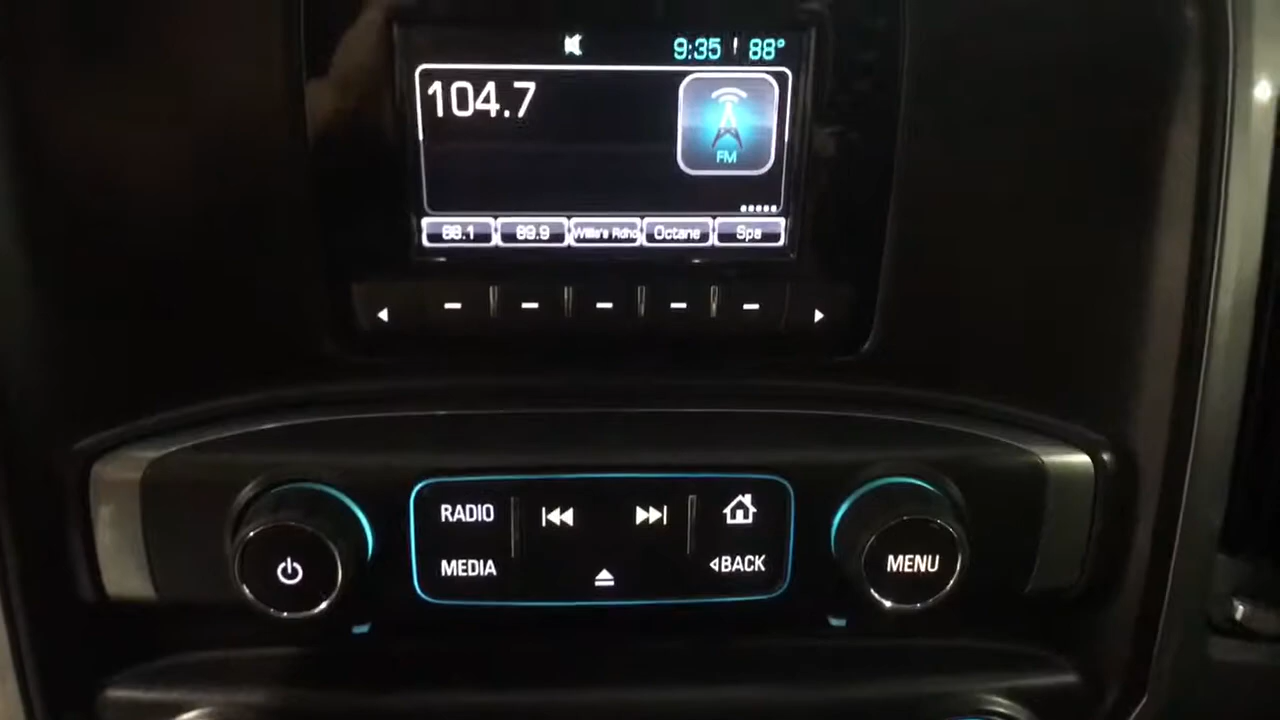 9:35 88°
104.7
FM
88.1 89.9 Willie's Rdho Octane Spa
RADIO
MEDIA
BACK
MENU